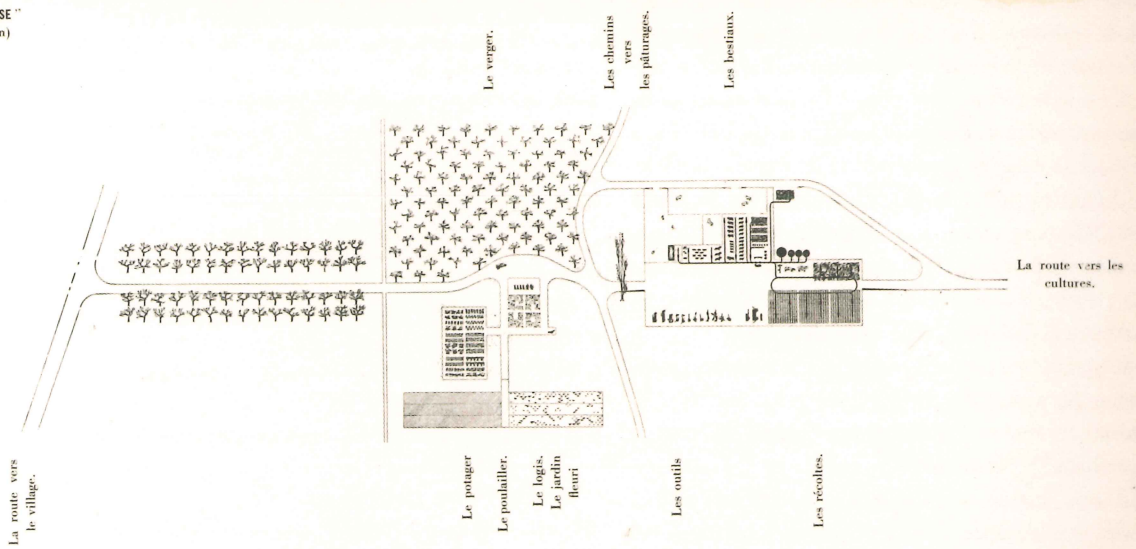 SE "
n)
Le verger.
Les chemins
vers
les pâturages.
Les bestiaux.
La route vers les
cultures.
La route vers
le village.
Le potager
Le poulailler.
Le logis.
Le jardin
fleuri
Les outils
Les récoltes.